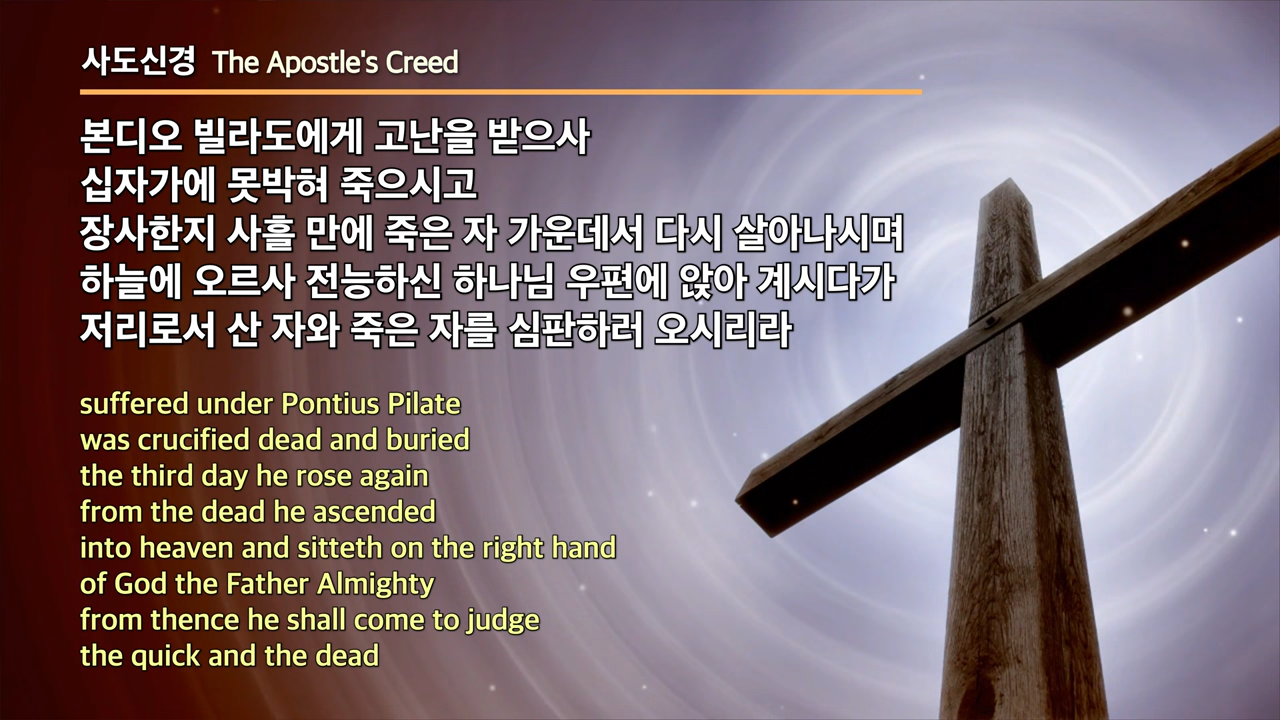 사도신경 The Apostle's Creed
본디오 빌라도에게 고난을 받으사
십자가에 못박혀 죽으시고
장사한지 사흘 만에 죽은 자 가운데서 다시 살아나시며
하늘에 오르사 전능하신 하나님 우편에 앉아 계시다가
저리로서 산 자와 죽은 자를 심판하러 오시리라
suffered under Pontius Pilate
was crucified dead and buried
the third day he rose again
from the dead he ascended
into heaven and sitteth on the right hand
of God the Father Almighty
from thence he shall come to judge
the quick and the dead